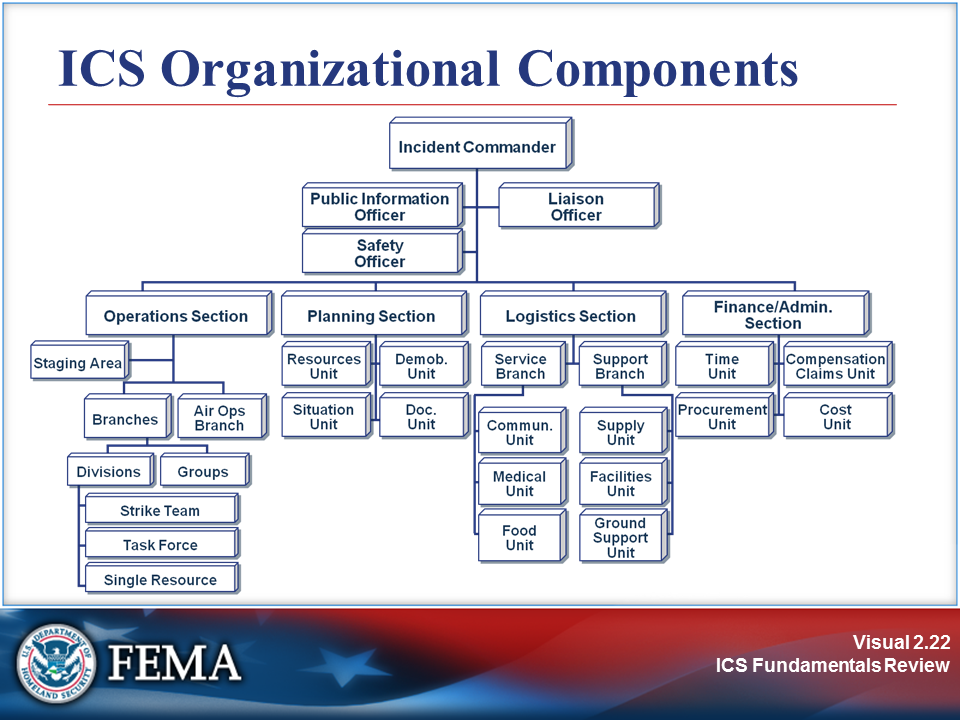 ICS Organizational Components
Incident Commander
Public Information
Officer
Liaison
Officer
Safety
Officer
Operations Section
Planning Section
Logistics Section
Finance/Admin.
Section
Staging Area
Branches
Air Ops
Branch
Divisions
Groups
Strike Team
Task Force
Single Resource
Resources
Unit
Demob.
Unit
Situation
Unit
Doc.
Unit
Service
Branch
Support
Branch
Commun.
Unit
Supply
Unit
Medical
Unit
Facilities
Unit
Food
Unit
Ground
Support
Unit
Time
Unit
Compensation
Claims Unit
Procurement
Unit
Cost
Unit
U.S. DEPARTMENT OF
HOMELAND SECURITY
FEMA
Visual 2.22
ICS Fundamentals Review